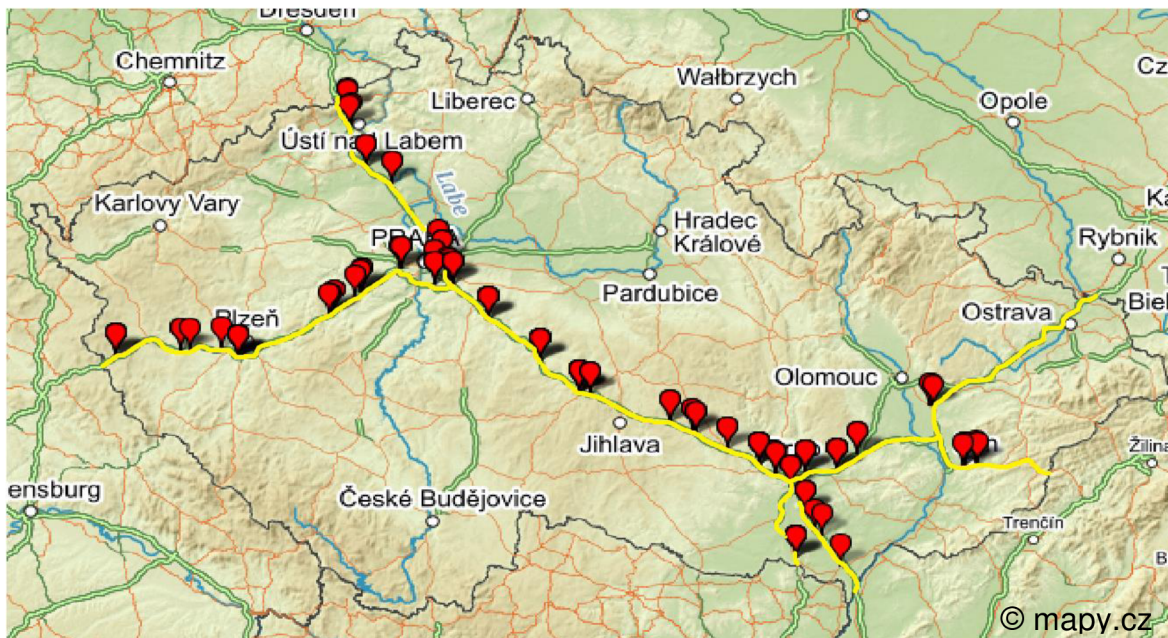 Dresden
Chemnitz
Liberec
Wałbrzych
Opole
Ústí nad Labem
Labe
Karlovy Vary
Hradec
Králové
Rybnik
Pardubice
Ostrava
Plzeň
Olomouc
Jihlava
Žilina
ensburg
České Budějovice
Trenčín
© mapy.cz